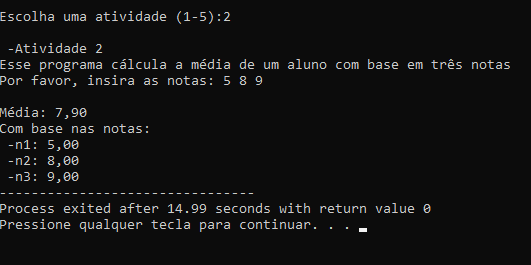 Escolha uma atividade (1-5):2
-Atividade 2
Esse programa cálcula a média de um aluno com base em três notas
Por favor, insira as notas: 5 8 9
Média: 7,90
Com base nas notas:
-n1: 5,00
-n2: 8,00
-n3: 9,00
--------------------------------
Process exited after 14.99 seconds with return value 0
Pressione qualquer tecla para continuar. . .